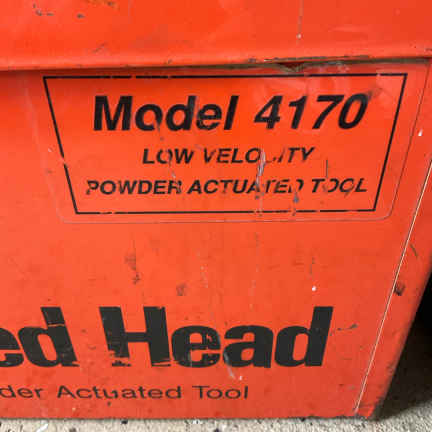 Model 4170
LOW VELOCITY
POWDER ACTUATED TOOL
ed Head
der Actuated Tool